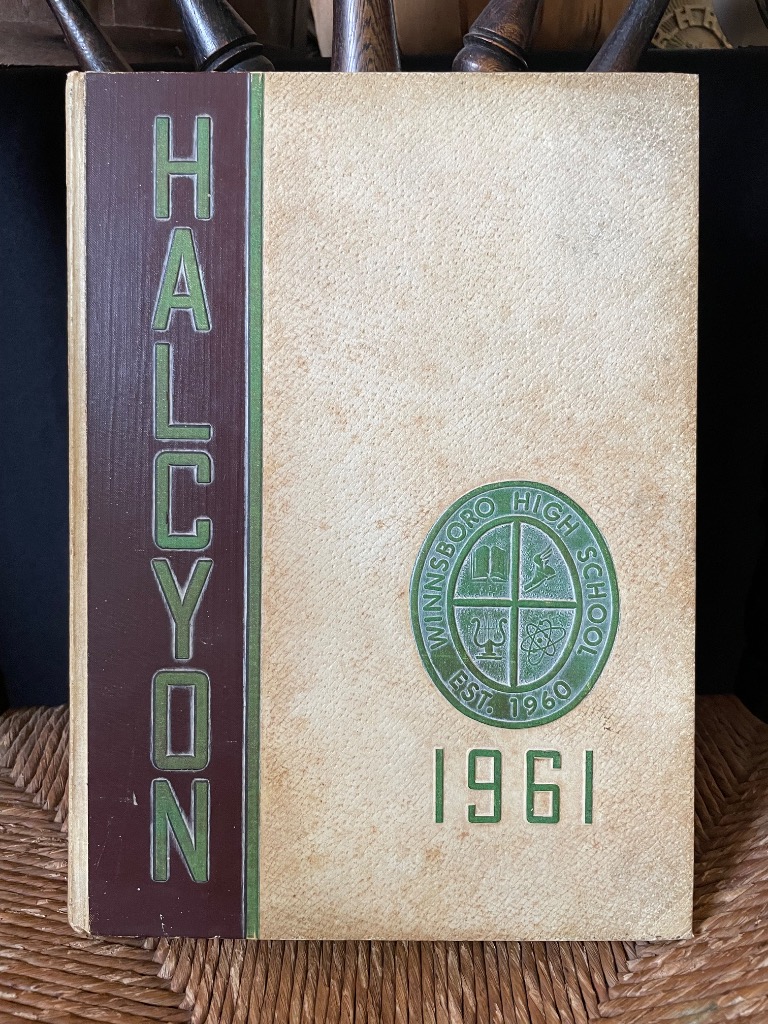 HALCYON
WINNSBORO HIGH SCHOOL
EST. 1960
1961